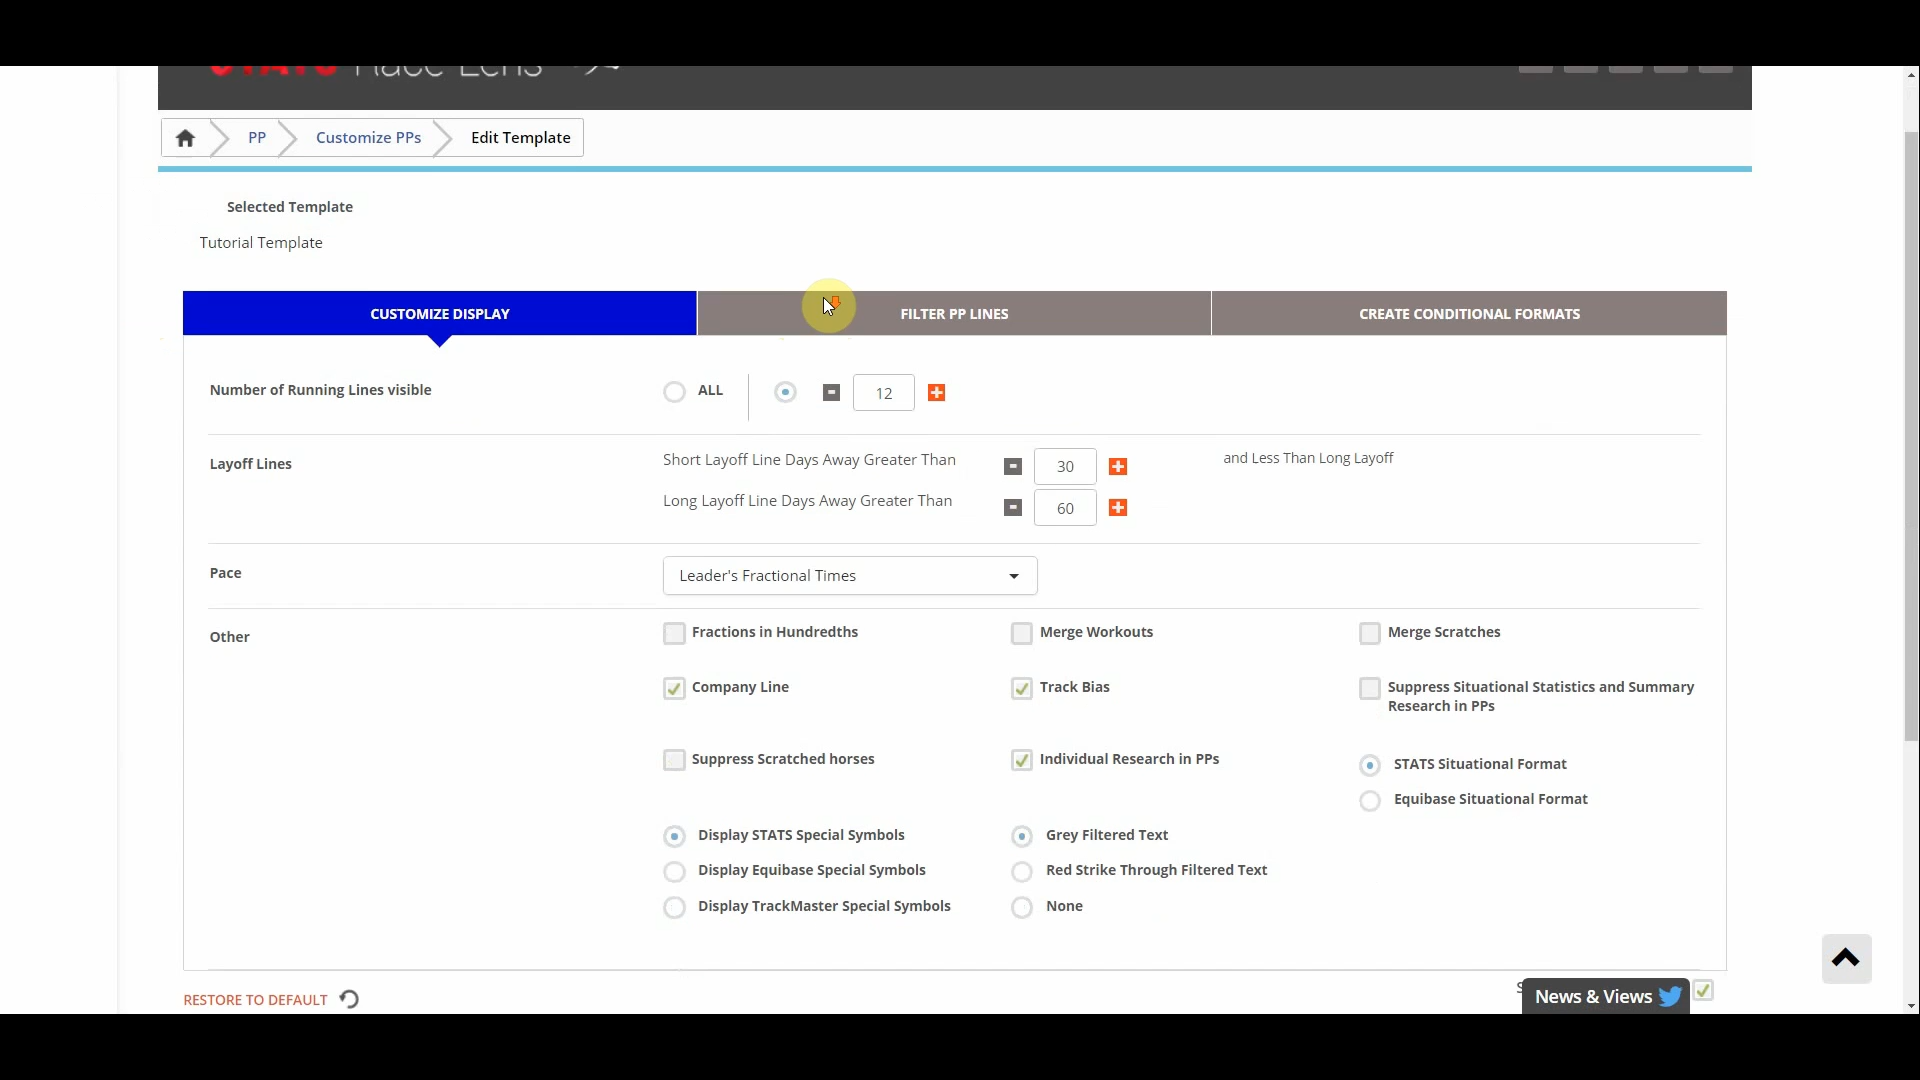 STATS Race Lens
PP
Customize PPs
Edit Template
Selected Template
Tutorial Template
CUSTOMIZE DISPLAY
FILTER PP LINES
CREATE CONDITIONAL FORMATS
Number of Running Lines visible
ALL
12
Layoff Lines
Short Layoff Line Days Away Greater Than
30
and Less Than Long Layoff
Long Layoff Line Days Away Greater Than
60
Pace
Leader's Fractional Times
Other
Fractions in Hundredths
Merge Workouts
Merge Scratches
Company Line
Track Bias
Suppress Situational Statistics and Summary
Research in PPs
Suppress Scratched horses
Individual Research in PPs
STATS Situational Format
Equibase Situational Format
Display STATS Special Symbols
Grey Filtered Text
Display Equibase Special Symbols
Red Strike Through Filtered Text
Display TrackMaster Special Symbols
None
RESTORE TO DEFAULT
News & Views